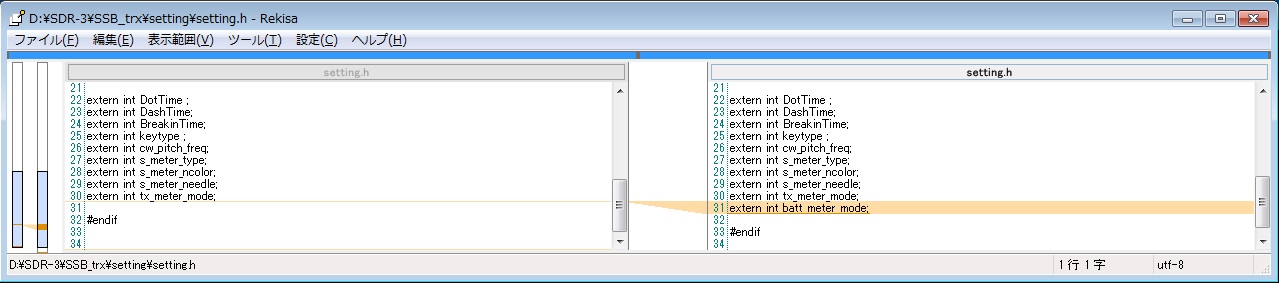 D:¥SDR-3¥SSB_trx¥setting¥setting.h - Rekisa
ファイル(F) 編集(E) 表示範囲(V) ツール(T) 設定(C) ヘルプ(H)
setting.h
21
22 extern int DotTime ;
23 extern int DashTime;
24 extern int BreakinTime;
25 extern int keytype ;
26 extern int cw_pitch_freq;
27 extern int s_meter_type;
28 extern int s_meter_ncolor;
29 extern int s_meter_needle;
30 extern int tx_meter_mode;
31
32 #endif
33
34
setting.h
21
22 extern int DotTime ;
23 extern int DashTime;
24 extern int BreakinTime;
25 extern int keytype ;
26 extern int cw_pitch_freq;
27 extern int s_meter_type;
28 extern int s_meter_ncolor;
29 extern int s_meter_needle;
30 extern int tx_meter_mode;
31 extern int batt_meter_mode;
32
33 #endif
34
D:¥SDR-3¥SSB_trx¥setting¥setting.h
1 行 1 字
utf-8